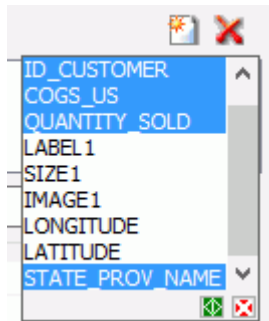 ID_CUSTOMER
COGS_US
QUANTITY_SOLD
LABEL1
SIZE1
IMAGE1
LONGITUDE
LATITUDE
STATE_PROV_NAME